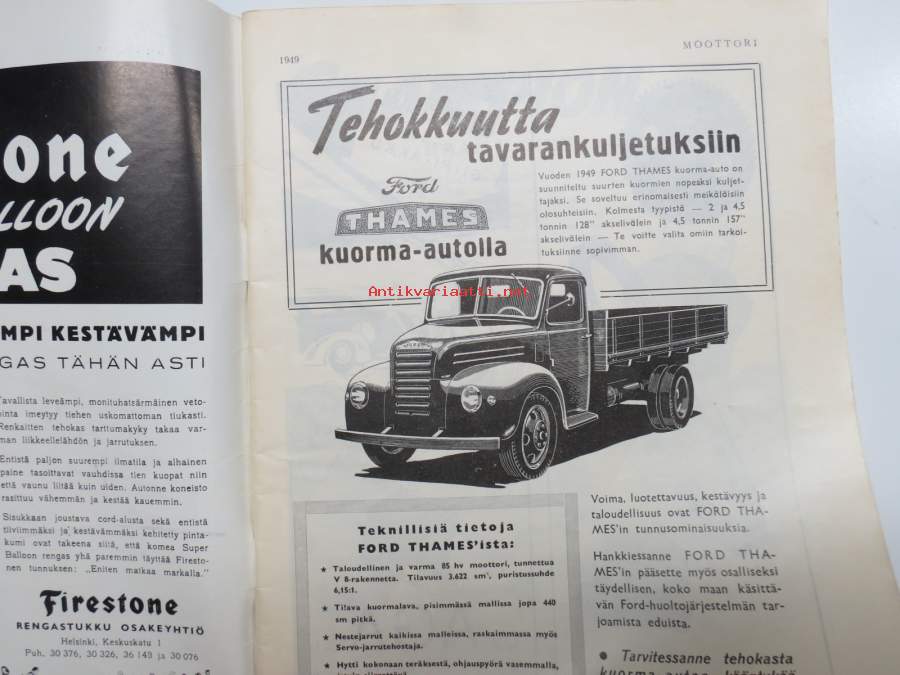 one
LLOON
AS
MPI KESTÄVÄMPI
GAS TÄHÄN ASTI
Tavallista leveämpi, monituhatsärmäinen veto-
pinta imeytyy tiehen uskomattoman tiukasti.
Renkaitten tehokas tarttumakyky takaa var-
man liikkeellelähdön ja jarrutuksen.
Entistä paljon suurempi ilmatila ja alhainen
paine tasoittavat vauhdissa tien kuopat niin
että vaunu liitää kuin uiden. Autonne koneisto
rasittuu vähemmän ja kestää kauemmin.
Sisukkaan joustava cord-alusta sekä entistä
tiiviimmäksi ja kestävämmäksi kehitetty pinta-
kumi ovat takeena siitä, että komea Super
Balloon rengas yhä paremmin täyttää Firesto-
nen tunnuksen: "Eniten matkaa markalla."
Firestone
RENGASTUKKU OSAKEYHTIÖ
Helsinki, Keskuskatu 1
Puh. 30 376, 30 326, 36 143 ja 30 076
1949
MOOTTORI
Tehokkuutta
tavarankuljetuksiin
Ford
THAMES
kuorma-autolla
Vuoden 1949 FORD THAMES kuorma-auto on
suunniteltu suurten kuormien nopeaksi kuljet-
tajaksi. Se soveltuu erinomaisesti meikäläisiin
olosuhteisiin. Kolmesta tyypistä — 2 ja 4,5
tonnin 128" akselivälein ja 4,5 tonnin 157"
akselivälein — Te voitte valita omiin tarkoi-
tuksiinne sopivimman.
Antikvariaatti.net
Teknillisiä tietoja
FORD THAMES'ista:
★ Taloudellinen ja varma 85 hv moottori, tunnettua
V 8-rakennetta. Tilavuus 3.622 sm³, puristussuhde
6,15:1.
★ Tilava kuormalava, pisimmässä mallissa jopa 440
sm pitkä.
★ Nestejarrut kaikissa malleissa, raskaimmassa myös
Servo-jarrutehostaja.
★ Hytti kokonaan teräksestä, ohjauspyörä vasemmalla,
Voima, luotettavuus, kestävyys ja
taloudellisuus ovat FORD THA-
MES'in tunnusominaisuuksia.
Hankkiessanne FORD THA-
MES'in pääsette myös osalliseksi
täydellisen, koko maan käsittä-
vän Ford-huoltojärjestelmän tar-
joamista eduista.
● Tarvitessanne tehokasta
kuorma-auton